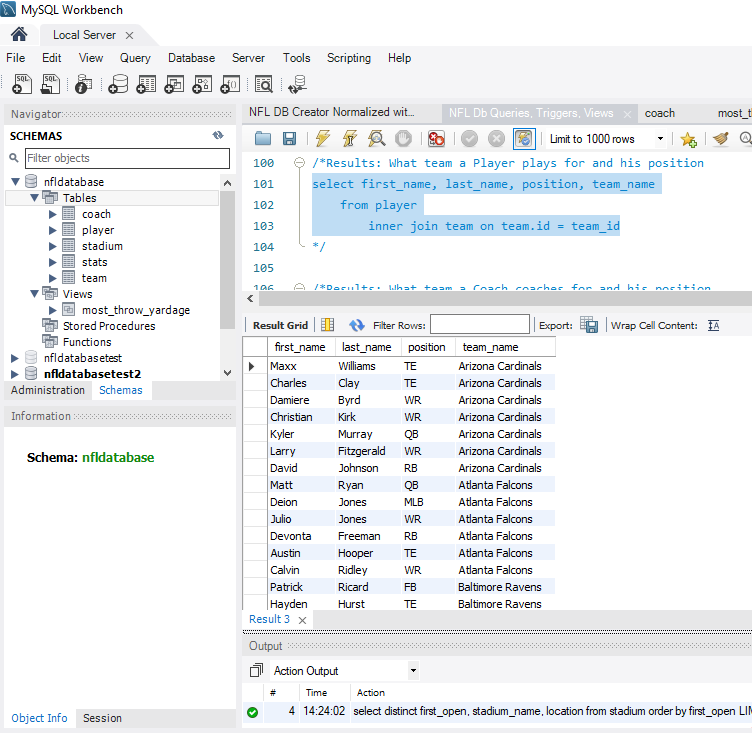 MySQL Workbench
Local Server
File Edit View Query Database Server Tools Scripting Help
Navigator
SCHEMAS
Filter objects
nfldatabase
Tables
coach
player
stadium
stats
team
Views
most_throw_yardage
Stored Procedures
Functions
nfldatabasetest
nfldatabasetest2
Administration Schemas
Information
Schema: nfldatabase
Object Info Session
NFL DB Creator Normalized wit... NFL Db Queries, Triggers, Views coach most_th
Limit to 1000 rows
100 /*Results: What team a Player plays for and his position
101 select first_name, last_name, position, team_name
102 from player
103 inner join team on team.id = team_id
104 */
105
106 /*Results: What team a Coach coaches for and his position
Result Grid Filter Rows: Export: Wrap Cell Content:
first_name last_name position team_name
Maxx Williams TE Arizona Cardinals
Charles Clay TE Arizona Cardinals
Damiere Byrd WR Arizona Cardinals
Christian Kirk WR Arizona Cardinals
Kyler Murray QB Arizona Cardinals
Larry Fitzgerald WR Arizona Cardinals
David Johnson RB Arizona Cardinals
Matt Ryan QB Atlanta Falcons
Deion Jones MLB Atlanta Falcons
Julio Jones WR Atlanta Falcons
Devonta Freeman RB Atlanta Falcons
Austin Hooper TE Atlanta Falcons
Calvin Ridley WR Atlanta Falcons
Patrick Ricard FB Baltimore Ravens
Hayden Hurst TE Baltimore Ravens
Result 3
Output
Action Output
# Time Action
4 14:24:02 select distinct first_open, stadium_name, location from stadium order by first_open LIM